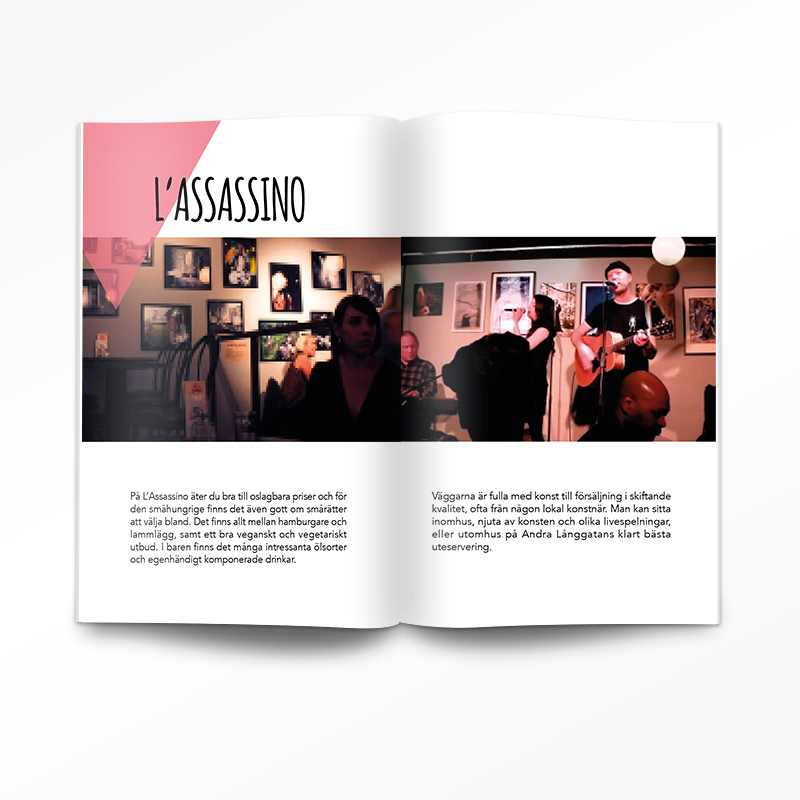 L'ASSASSINO
På L'Assassino äter du bra till oslagbara priser och för
den småhungrige finns det även gott om smårätter
att välja bland. Det finns allt mellan hamburgare och
lammlägg, samt ett bra veganskt och vegetariskt
utbud. I baren finns det många intressanta ölsorter
och egenhändigt komponerade drinkar.
Väggarna är fulla med konst till försäljning i skiftande
kvalitet, ofta från någon lokal konstnär. Man kan sitta
inomhus, njuta av konsten och olika livespelningar,
eller utomhus på Andra Långgatans klart bästa
uteservering.